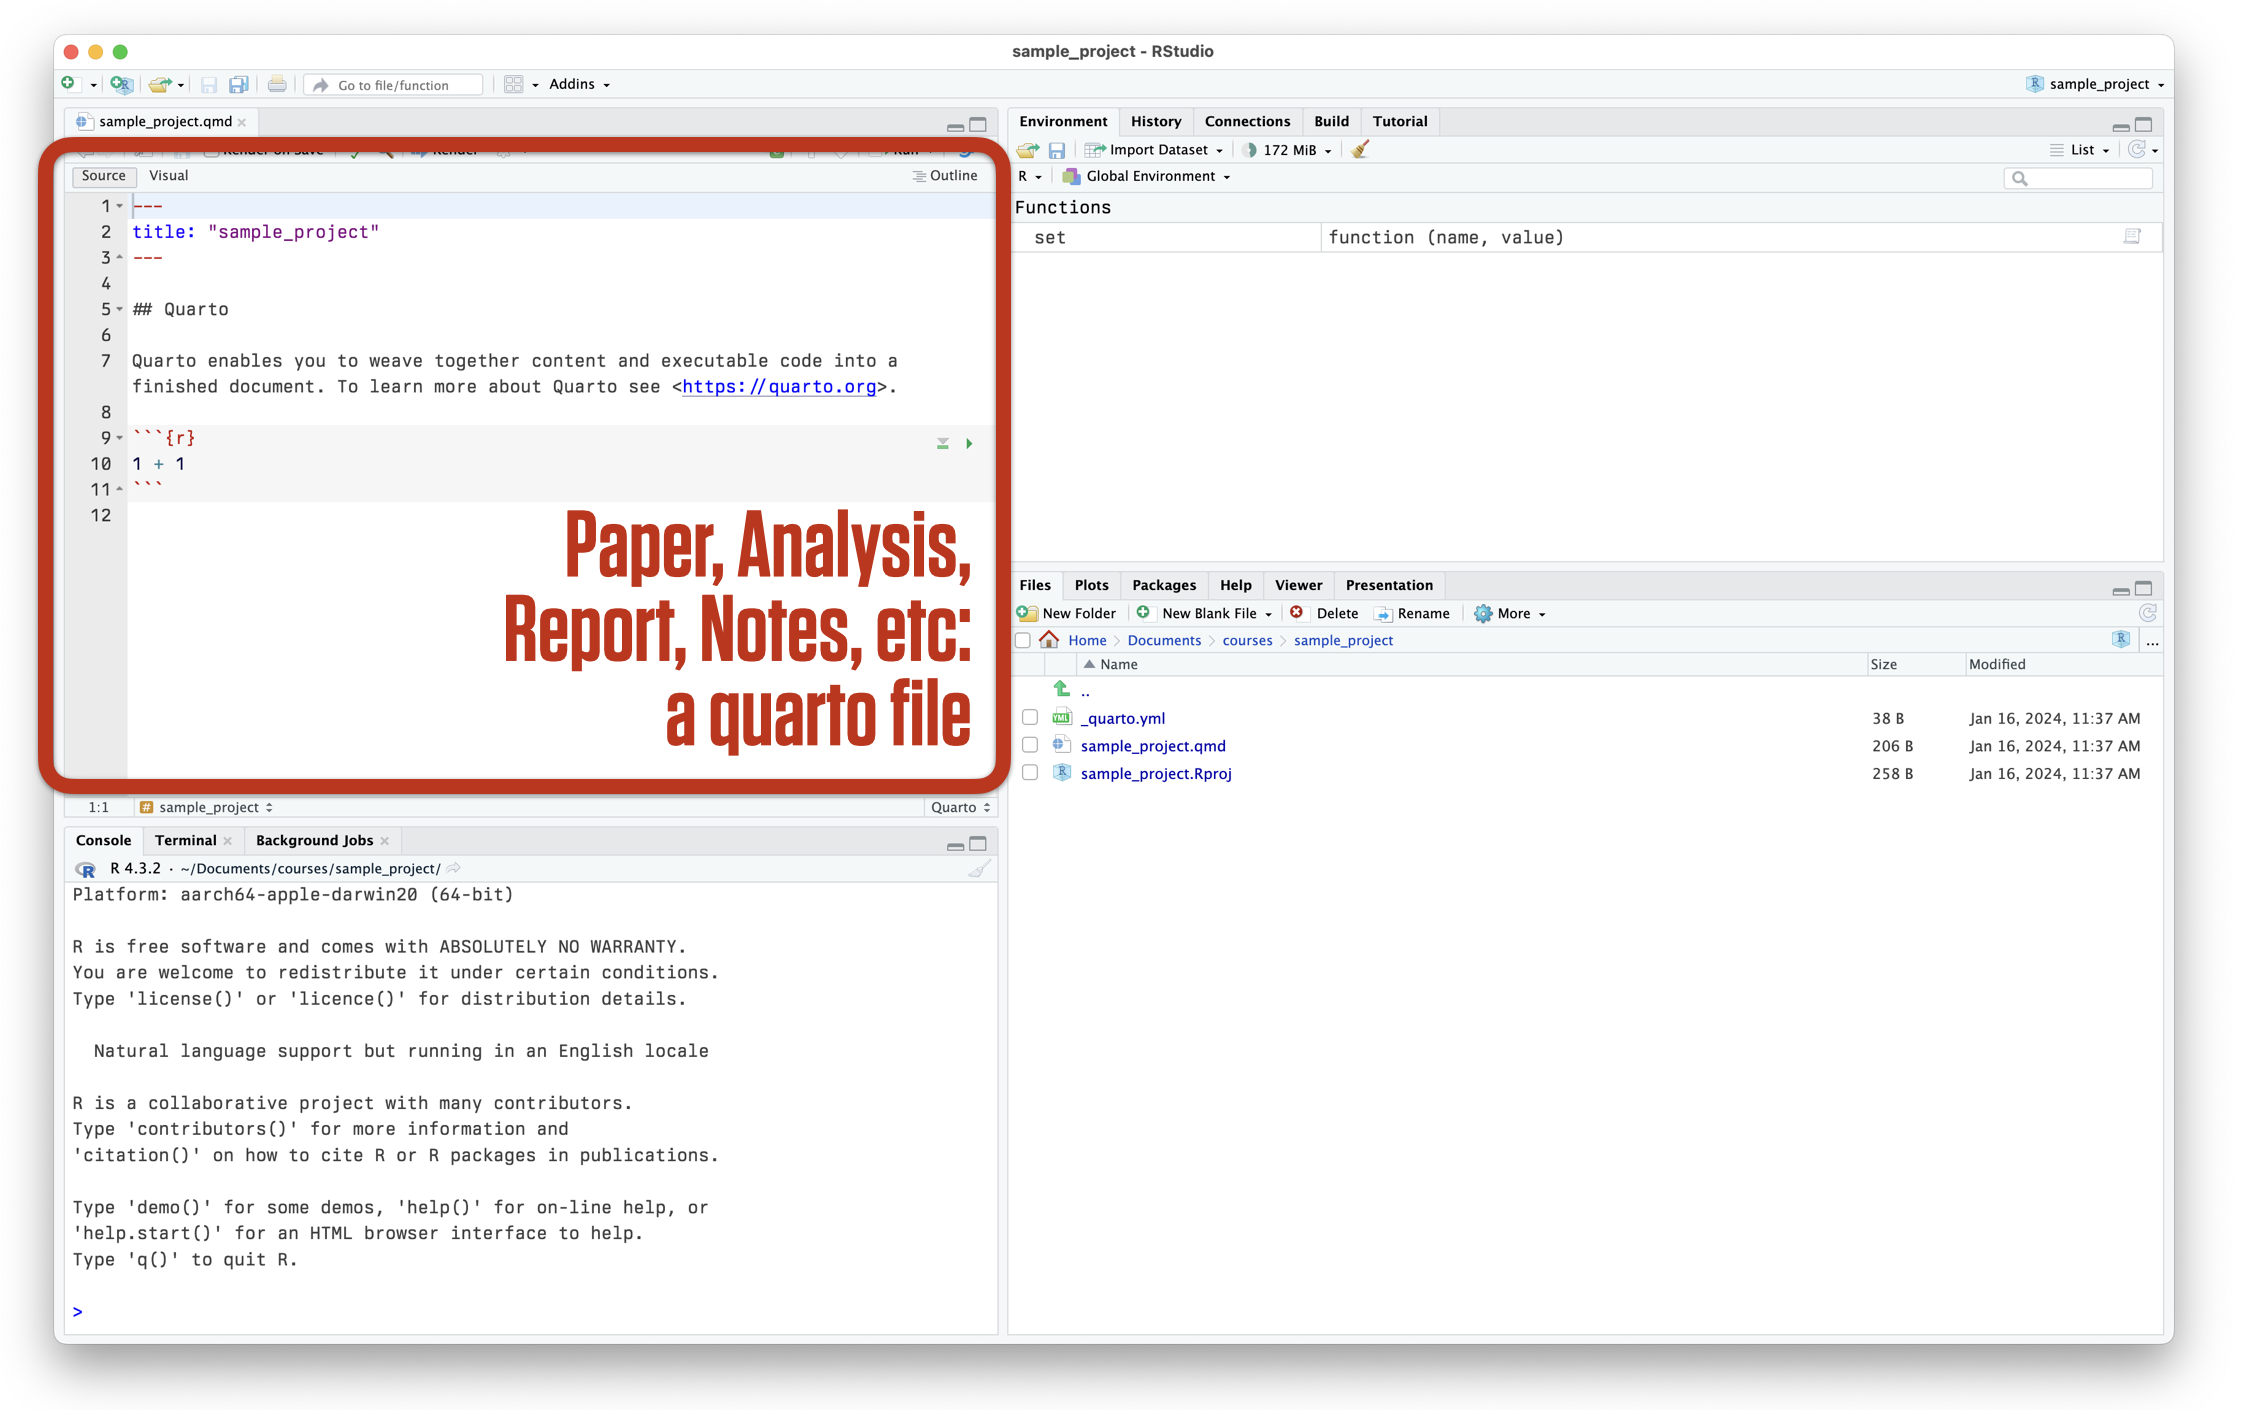 sample_project - RStudio
Go to file/function
Addins
sample_project
sample_project.qmd
Render on Save
Render
Run
Source Visual
Outline
1 ---
2 title: "sample_project"
3 ---
4
5 ## Quarto
6
7 Quarto enables you to weave together content and executable code into a
finished document. To learn more about Quarto see <https://quarto.org>.
8
9 ```{r}
10 1 + 1
11 ```
12
Paper, Analysis,
Report, Notes, etc:
a quarto file
1:1 # sample_project
Quarto
Console Terminal Background Jobs
R R 4.3.2 · ~/Documents/courses/sample_project/
Platform: aarch64-apple-darwin20 (64-bit)
R is free software and comes with ABSOLUTELY NO WARRANTY.
You are welcome to redistribute it under certain conditions.
Type 'license()' or 'licence()' for distribution details.
Natural language support but running in an English locale
R is a collaborative project with many contributors.
Type 'contributors()' for more information and
'citation()' on how to cite R or R packages in publications.
Type 'demo()' for some demos, 'help()' for on-line help, or
'help.start()' for an HTML browser interface to help.
Type 'q()' to quit R.
>
Environment History Connections Build Tutorial
Import Dataset 172 MiB List
R Global Environment
Functions
set function (name, value)
Files Plots Packages Help Viewer Presentation
New Folder New Blank File Delete Rename More
Home Documents courses sample_project R ...
Name Size Modified
..
YML _quarto.yml 38 B Jan 16, 2024, 11:37 AM
sample_project.qmd 206 B Jan 16, 2024, 11:37 AM
R sample_project.Rproj 258 B Jan 16, 2024, 11:37 AM